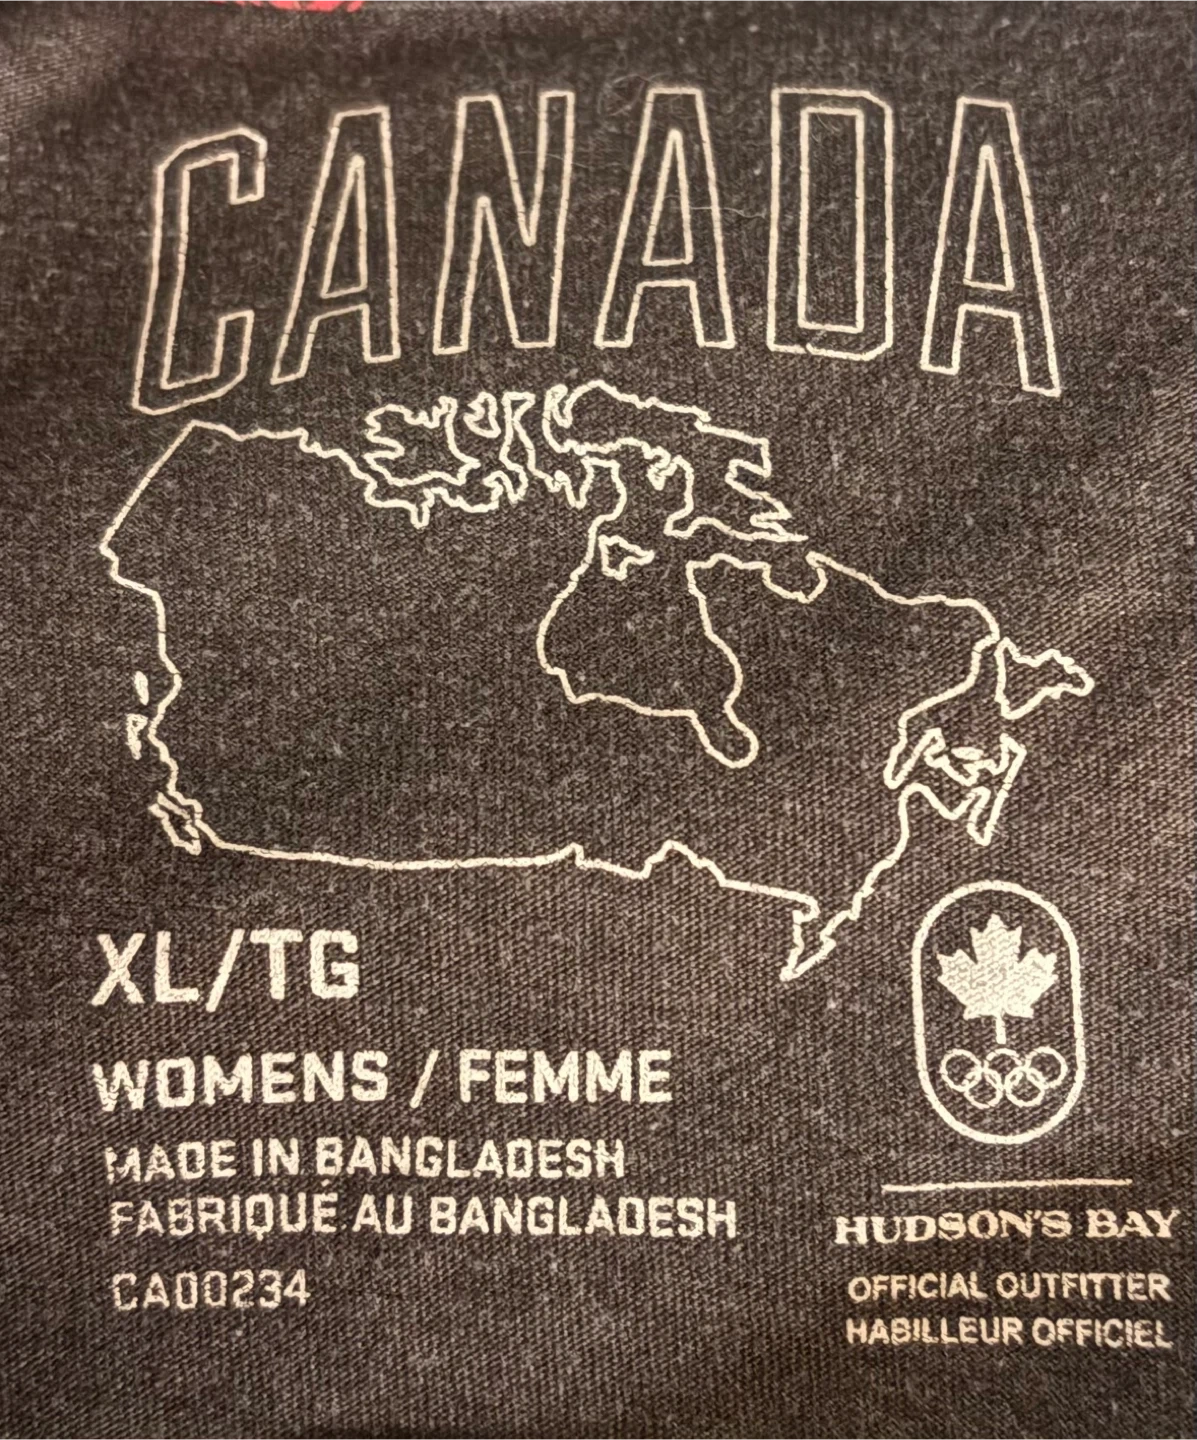 CANADA
XL/TG
WOMENS / FEMME
MADE IN BANGLADESH
FABRIQUÉ AU BANGLADESH
CA00234
HUDSON'S BAY
OFFICIAL OUTFITTER
HABILLEUR OFFICIEL